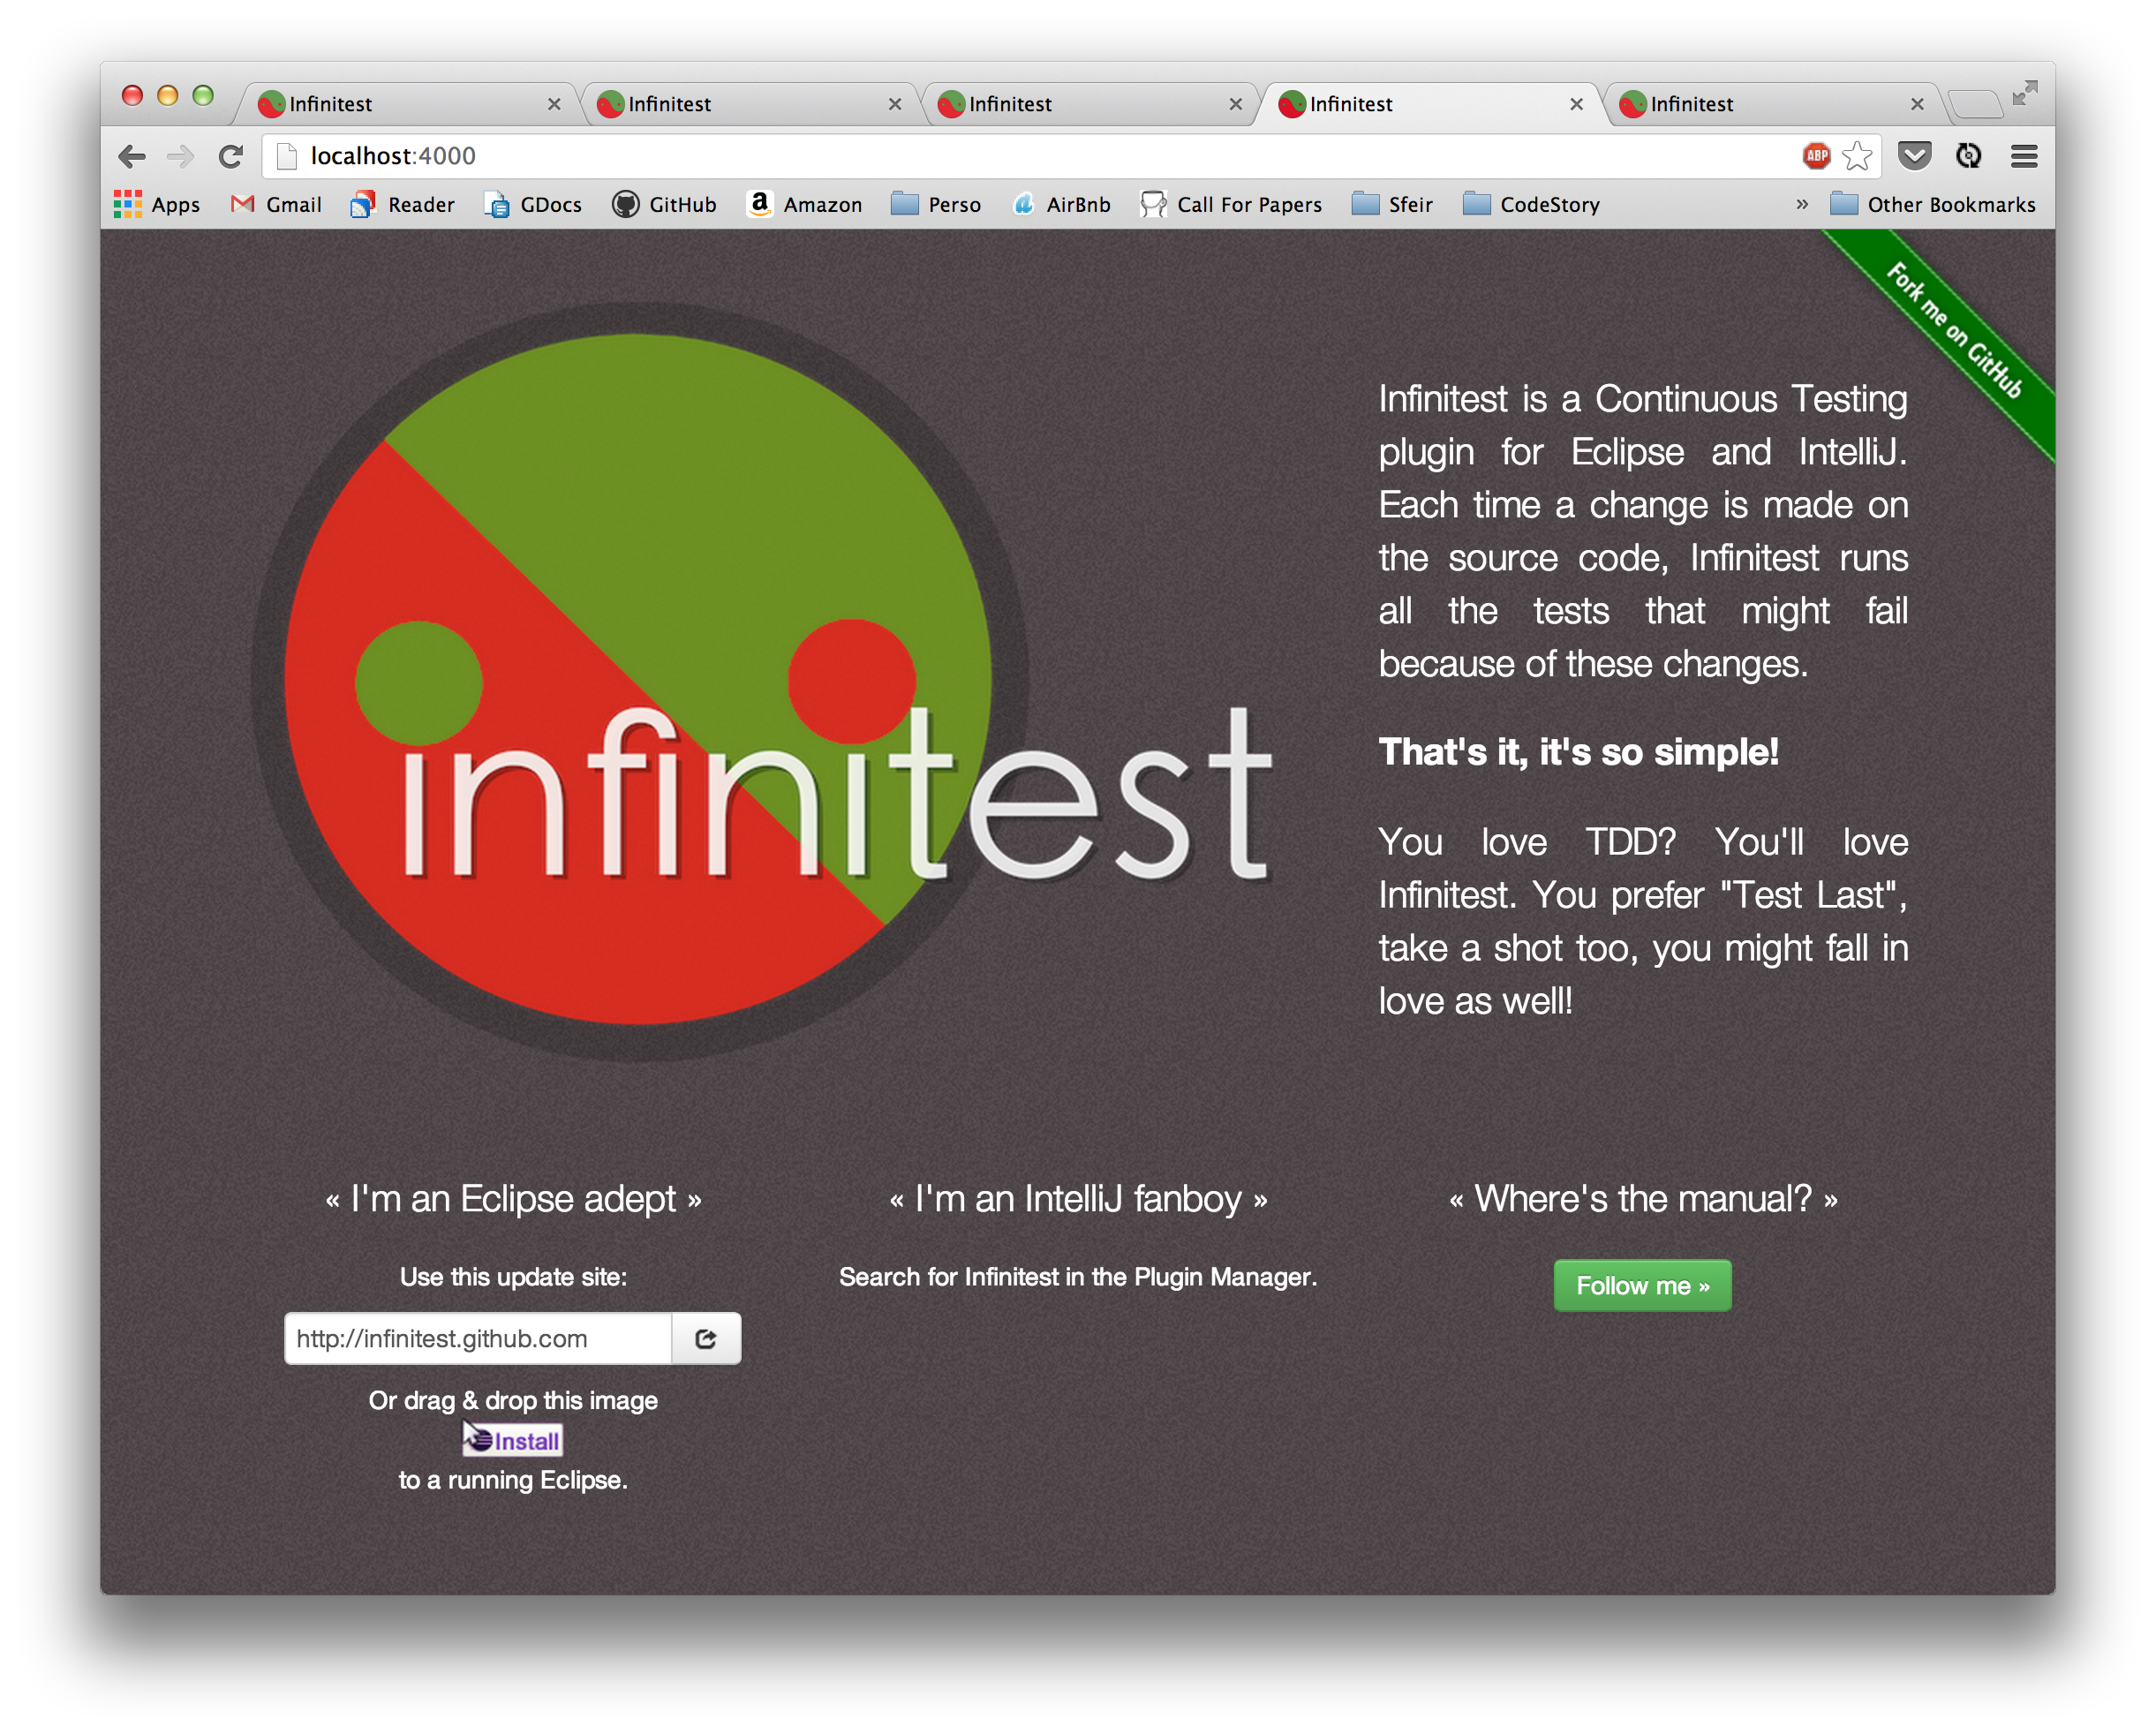 Infinitest
Infinitest
Infinitest
Infinitest
Infinitest
localhost:4000
ABP
Apps Gmail Reader GDocs GitHub Amazon Perso AirBnb Call For Papers Sfeir CodeStory » Other Bookmarks
Fork me on GitHub
infinitest
Infinitest is a Continuous Testing
plugin for Eclipse and IntelliJ.
Each time a change is made on
the source code, Infinitest runs
all the tests that might fail
because of these changes.
That's it, it's so simple!
You love TDD? You'll love
Infinitest. You prefer "Test Last",
take a shot too, you might fall in
love as well!
« I'm an Eclipse adept »
Use this update site:
http://infinitest.github.com
Or drag & drop this image
Install
to a running Eclipse.
« I'm an IntelliJ fanboy »
Search for Infinitest in the Plugin Manager.
« Where's the manual? »
Follow me »